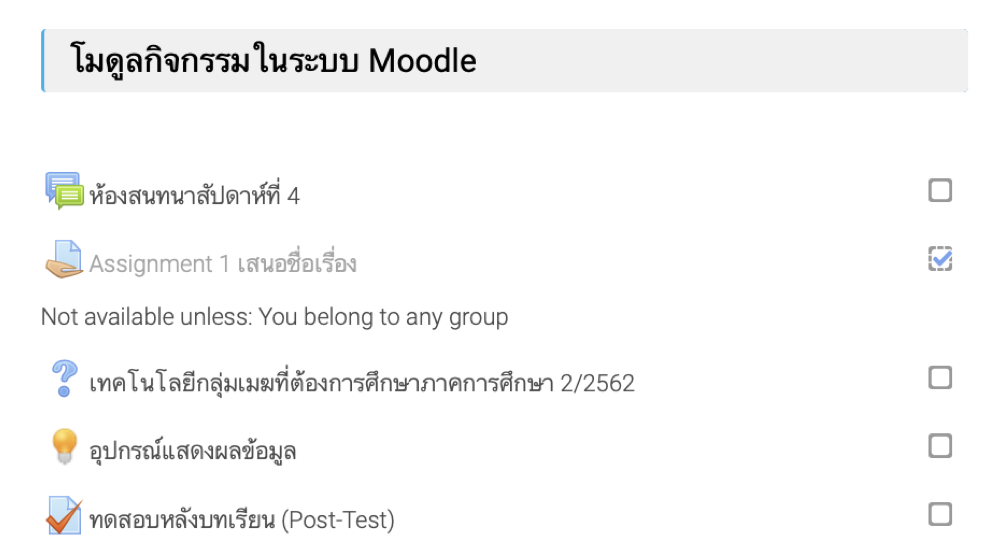 โมดูลกิจกรรมในระบบ Moodle
ห้องสนทนาสัปดาห์ที่ 4
Assignment 1 เสนอชื่อเรื่อง
Not available unless: You belong to any group
เทคโนโลยีกลุ่มเมฆที่ต้องการศึกษาภาคการศึกษา 2/2562
อุปกรณ์แสดงผลข้อมูล
ทดสอบหลังบทเรียน (Post-Test)